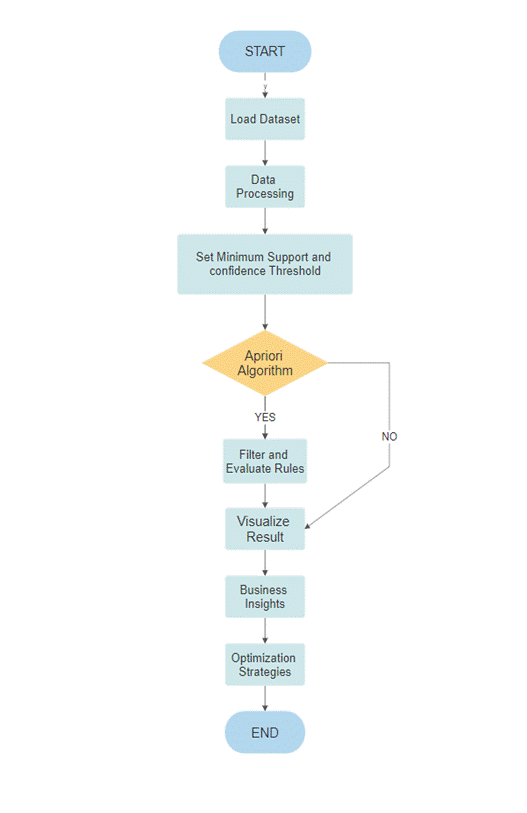 START
y
Load Dataset
Data
Processing
Set Minimum Support and
confidence Threshold
Apriori
Algorithm
YES
NO
Filter and
Evaluate Rules
Visualize
Result
Business
Insights
Optimization
Strategies
END